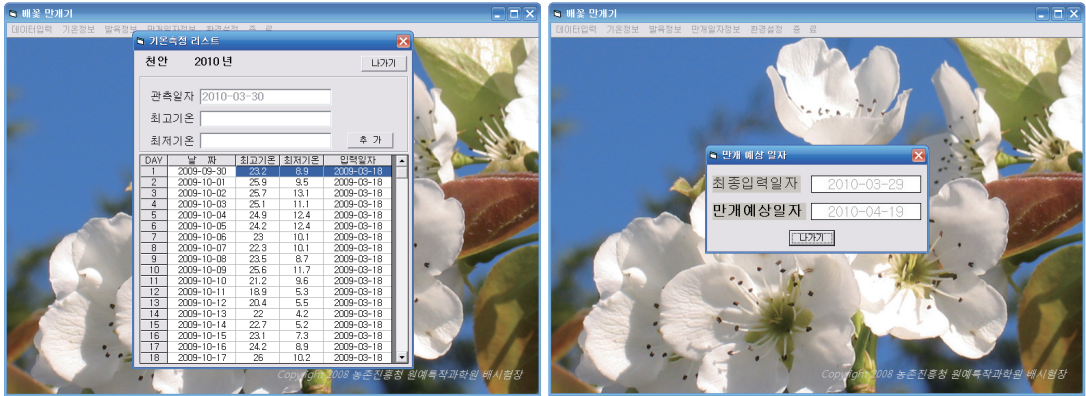 배꽃 만개기
데이터입력 기온정보 발육정보 만개일자정보 환경설정 종 료
기온측정 리스트
천안 2010 년
나가기
관측일자 2010-03-30
최고기온
최저기온
추 가
DAY 날 짜 최고기온 최저기온 입력일자
1 2009-09-30 23.2 8.9 2009-03-18
2 2009-10-01 25.9 9.5 2009-03-18
3 2009-10-02 25.7 13.1 2009-03-18
4 2009-10-03 25.1 11.1 2009-03-18
5 2009-10-04 24.9 12.4 2009-03-18
6 2009-10-05 24.2 12.4 2009-03-18
7 2009-10-06 23 10.1 2009-03-18
8 2009-10-07 22.3 10.1 2009-03-18
9 2009-10-08 23.5 8.7 2009-03-18
10 2009-10-09 25.6 11.7 2009-03-18
11 2009-10-10 21.2 9.6 2009-03-18
12 2009-10-11 18.9 5.3 2009-03-18
13 2009-10-12 20.4 5.5 2009-03-18
14 2009-10-13 22 4.2 2009-03-18
15 2009-10-14 22.7 5.2 2009-03-18
16 2009-10-15 23.1 7.3 2009-03-18
17 2009-10-16 24.2 8.9 2009-03-18
18 2009-10-17 26 10.2 2009-03-18
Copyright 2008 농촌진흥청 원예특작과학원 배시험장
배꽃 만개기
데이터입력 기온정보 발육정보 만개일자정보 환경설정 종 료
만개 예상 일자
최종입력일자 2010-03-29
만개예상일자 2010-04-19
나가기
Copyright 2008 농촌진흥청 원예특작과학원 배시험장